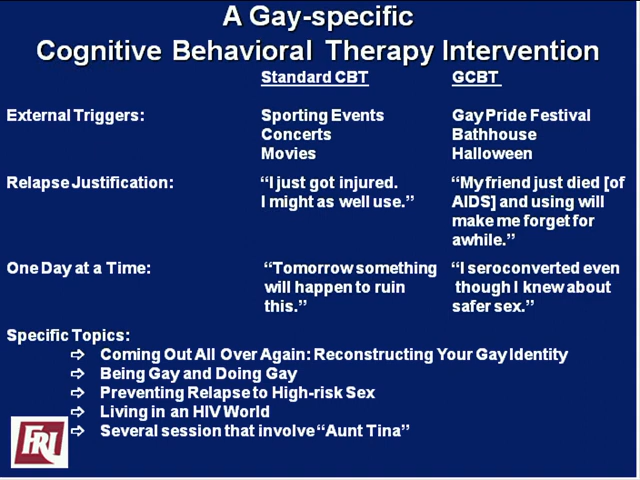 A Gay-specific
Cognitive Behavioral Therapy Intervention
Standard CBT GCBT
External Triggers: Sporting Events Gay Pride Festival
Concerts Bathhouse
Movies Halloween
Relapse Justification: “I just got injured. “My friend just died [of
I might as well use.” AIDS] and using will
make me forget for
awhile.”
One Day at a Time: “Tomorrow something “I seroconverted even
will happen to ruin though I knew about
this.” safer sex.”
Specific Topics:
⇨ Coming Out All Over Again: Reconstructing Your Gay Identity
⇨ Being Gay and Doing Gay
⇨ Preventing Relapse to High-risk Sex
⇨ Living in an HIV World
⇨ Several session that involve “Aunt Tina”
FRI